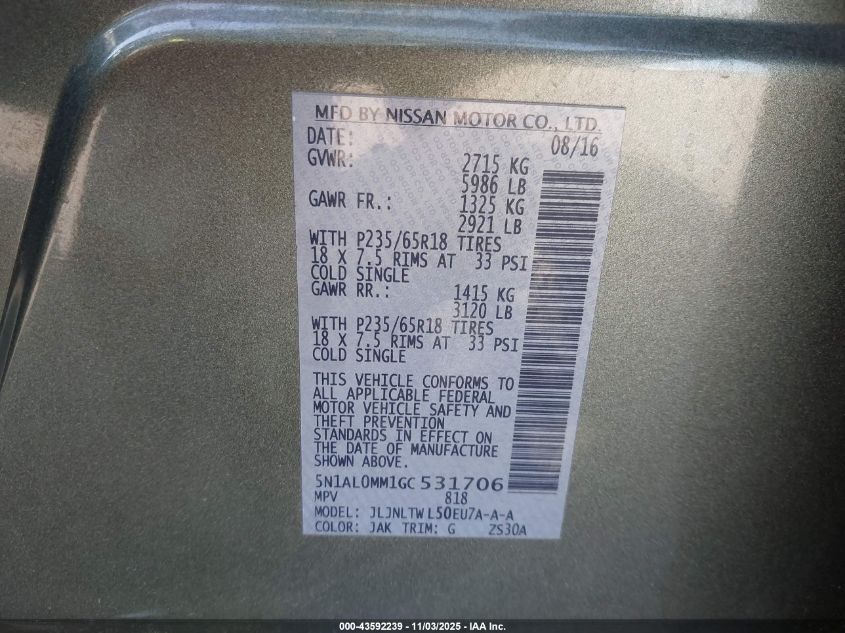 MFD BY NISSAN MOTOR CO., LTD.
DATE: 08/16
GVWR: 2715 KG
5986 LB
GAWR FR.: 1325 KG
2921 LB
WITH P235/65R18 TIRES
18 X 7.5 RIMS AT 33 PSI
COLD SINGLE
GAWR RR.: 1415 KG
3120 LB
WITH P235/65R18 TIRES
18 X 7.5 RIMS AT 33 PSI
COLD SINGLE
THIS VEHICLE CONFORMS TO
ALL APPLICABLE FEDERAL
MOTOR VEHICLE SAFETY AND
THEFT PREVENTION
STANDARDS IN EFFECT ON
THE DATE OF MANUFACTURE
SHOWN ABOVE.
5N1AL0MM1GC 531706
MPV 818
MODEL: JLJNLTW L50EU7A-A-A
COLOR: JAK TRIM: G ZS30A
000-43592239 - 11/03/2025 - IAA Inc.